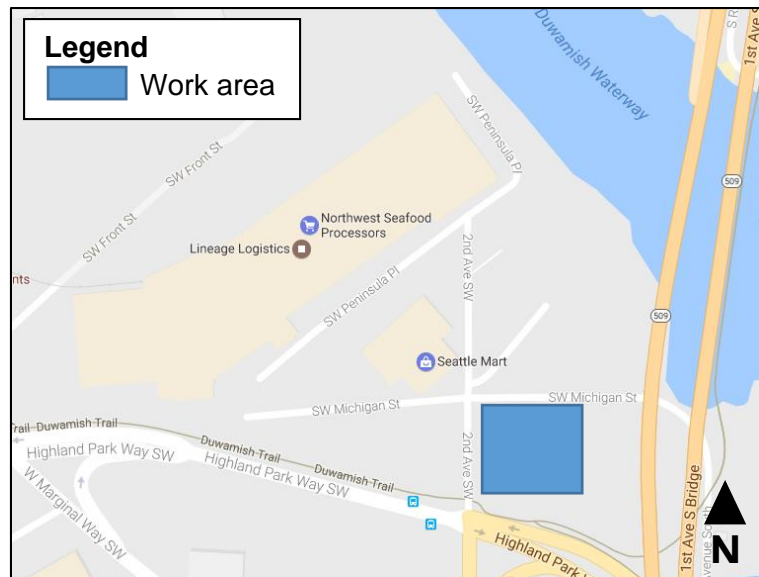 Legend
Work area
Duwamish Waterway
1st Ave S
S R
SW Peninsula Pl
SW Front St
SW Front St
509
Northwest Seafood
Processors
Lineage Logistics
2nd Ave SW
nts
SW Peninsula Pl
509
Seattle Mart
SW Michigan St
SW Michigan St
Trail
Duwamish Trail
Duwamish Trail
Highland Park Way SW
Highland Park Way SW
Duwamish Trail
2nd Ave SW
W Marginal Way SW
1st Ave S Bridge
Highland Park
N
venue South